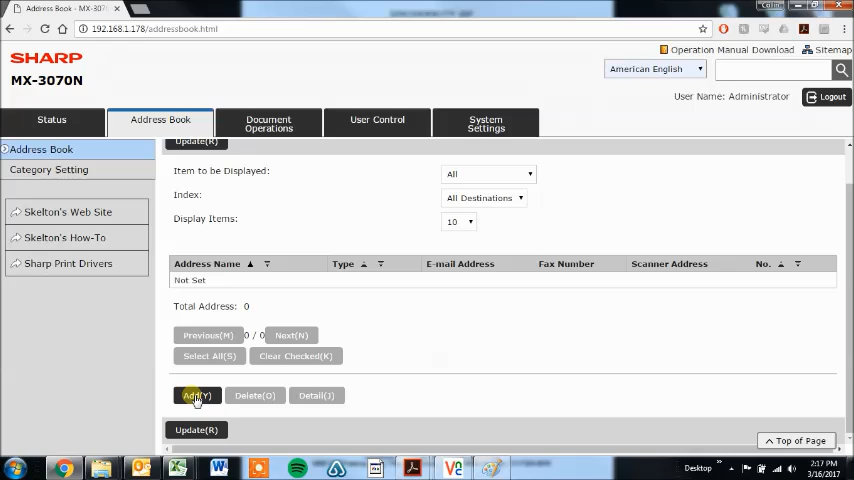 Address Book - MX-3070
Colin
192.168.1.178/addressbook.html
SHARP
MX-3070N
Operation Manual Download
Sitemap
American English
User Name: Administrator
Logout
Status
Address Book
Document Operations
User Control
System Settings
Address Book
Category Setting
Skelton's Web Site
Skelton's How-To
Sharp Print Drivers
Update(R)
Item to be Displayed:
All
Index:
All Destinations
Display Items:
10
Address Name Type E-mail Address Fax Number Scanner Address No.
Not Set
Total Address: 0
Previous(M) 0 / 0 Next(N)
Select All(S) Clear Checked(K)
Add(Y) Delete(O) Detail(J)
Update(R)
Top of Page
Desktop
2:17 PM
3/16/2017